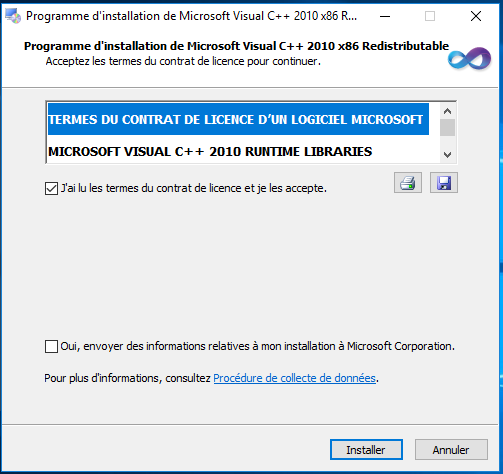 Programme d'installation de Microsoft Visual C++ 2010 x86 R...
Programme d'installation de Microsoft Visual C++ 2010 x86 Redistributable
Acceptez les termes du contrat de licence pour continuer.
TERMES DU CONTRAT DE LICENCE D’UN LOGICIEL MICROSOFT
MICROSOFT VISUAL C++ 2010 RUNTIME LIBRARIES
J'ai lu les termes du contrat de licence et je les accepte.
Oui, envoyer des informations relatives à mon installation à Microsoft Corporation.
Pour plus d'informations, consultez Procédure de collecte de données.
Installer
Annuler